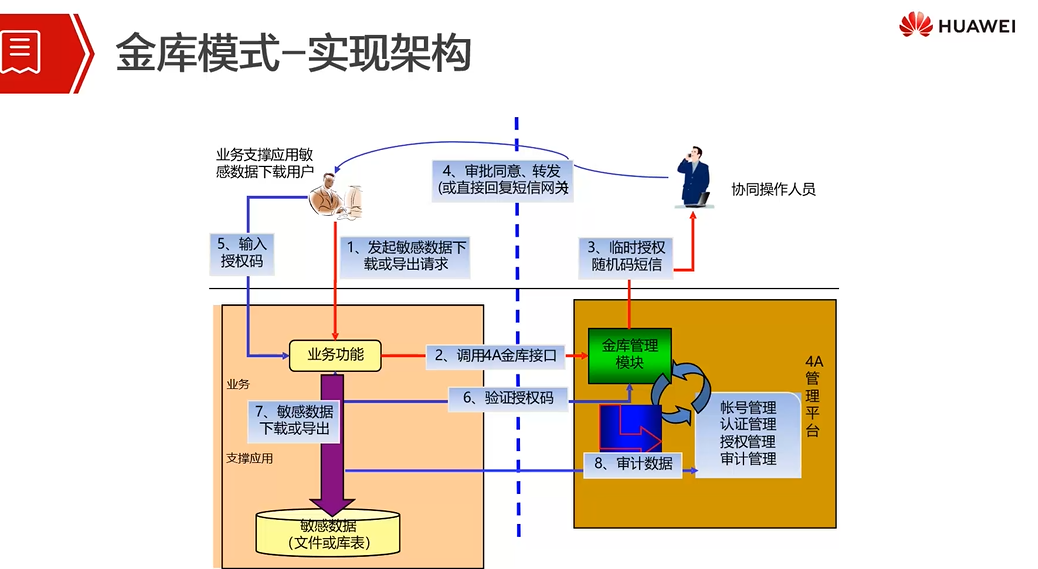 金库模式-实现架构
HUAWEI
业务支撑应用敏
感数据下载用户
4、审批同意、转发
(或直接回复短信网关)
协同操作人员
5、输入
授权码
1、发起敏感数据下
载或导出请求
3、临时授权
随机码短信
业务功能
2、调用4A金库接口
金库管理
模块
4A
管
理
平
台
业务
6、验证授权码
7、敏感数据
下载或导出
帐号管理
认证管理
授权管理
审计管理
支撑应用
8、审计数据
敏感数据
(文件或库表)